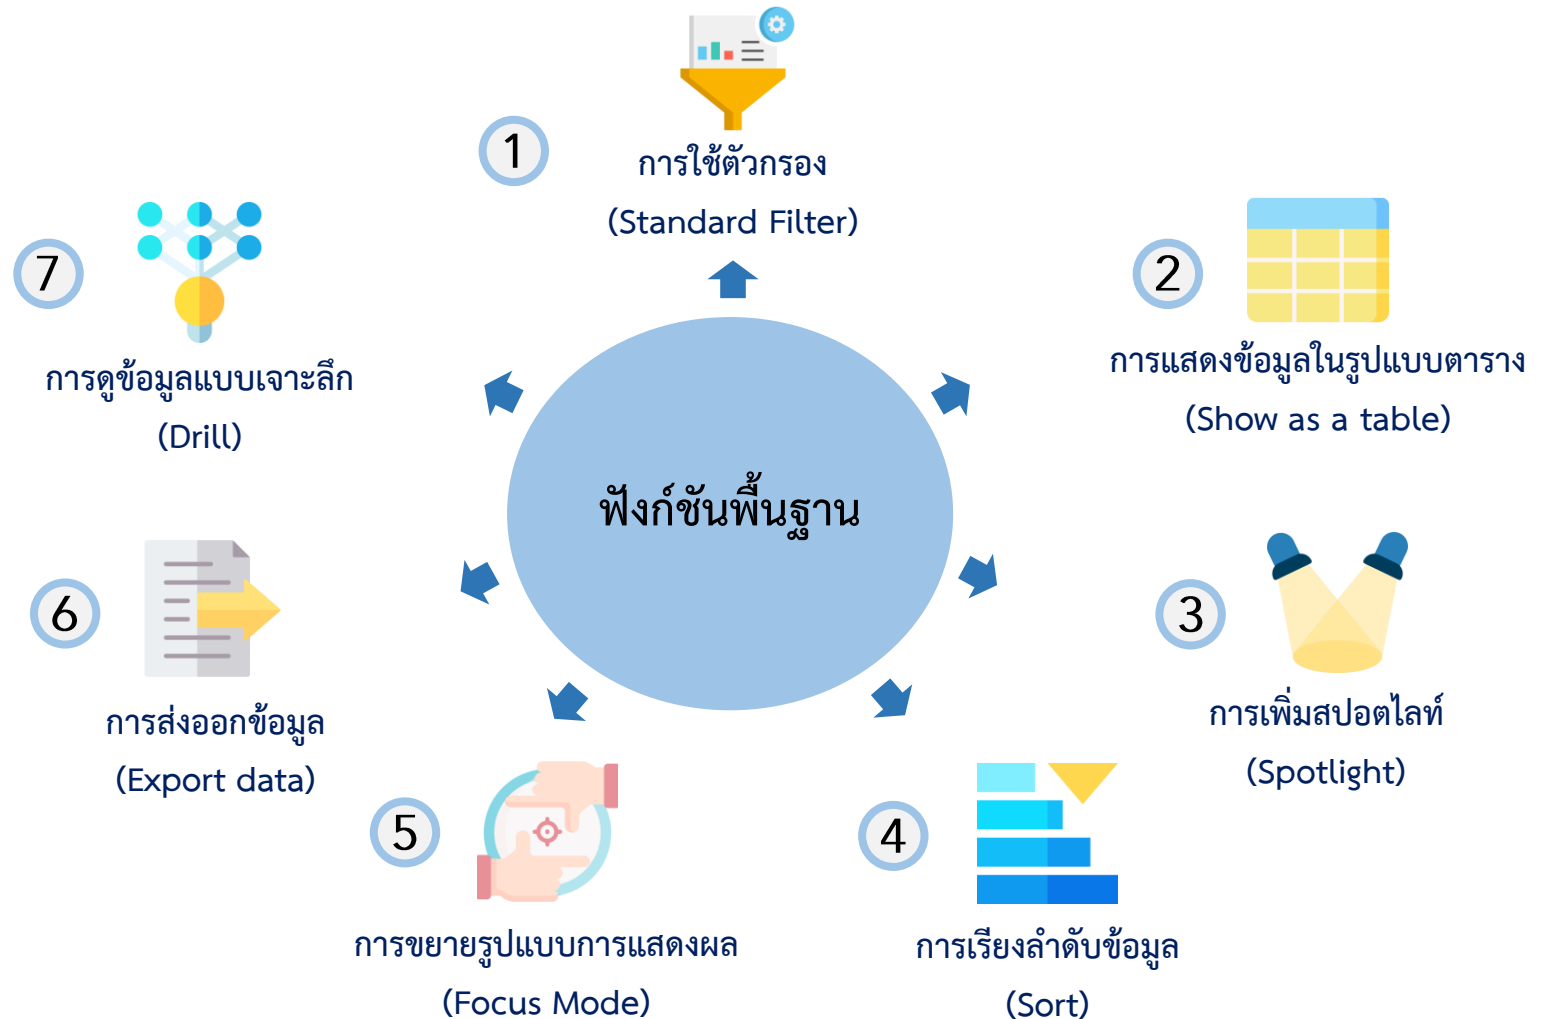 ฟังก์ชันพื้นฐาน
1
การใช้ตัวกรอง
(Standard Filter)
2
การแสดงข้อมูลในรูปแบบตาราง
(Show as a table)
3
การเพิ่มสปอตไลท์
(Spotlight)
4
การเรียงลำดับข้อมูล
(Sort)
5
การขยายรูปแบบการแสดงผล
(Focus Mode)
6
การส่งออกข้อมูล
(Export data)
7
การดูข้อมูลแบบเจาะลึก
(Drill)